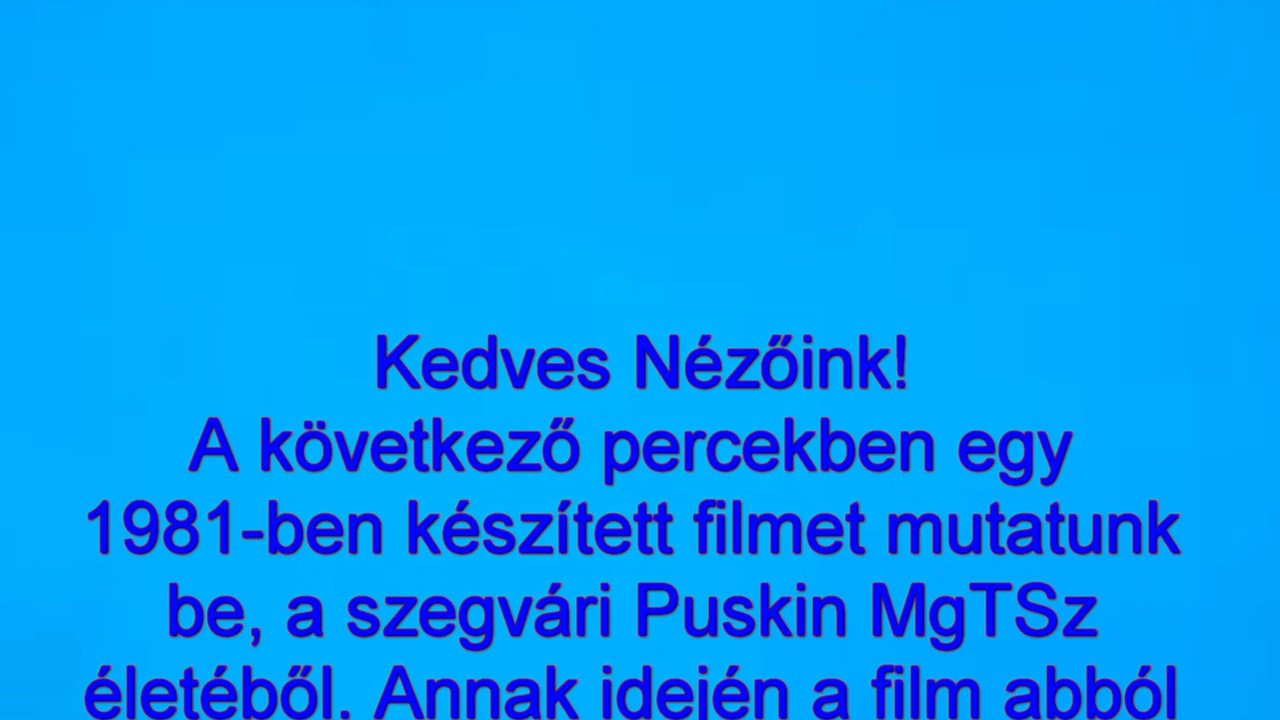 Kedves Nézőink!
A következő percekben egy
1981-ben készített filmet mutatunk
be, a szegvári Puskin MgTSz
életéből. Annak idején a film abból